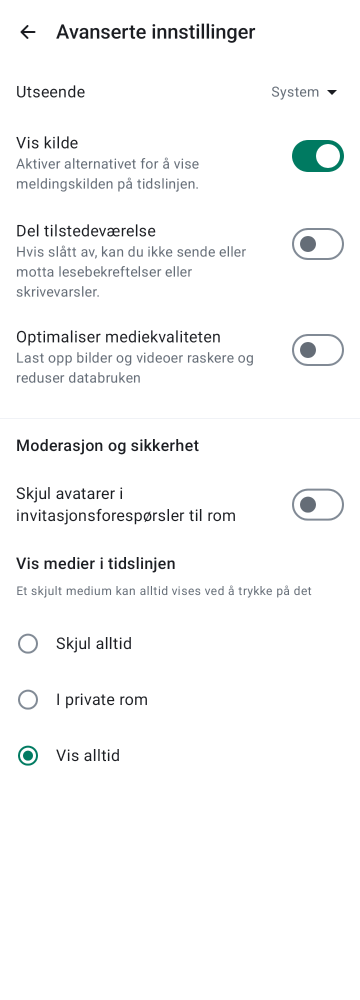 Avanserte innstillinger
Utseende
System
Vis kilde
Aktiver alternativet for å vise
meldingskilden på tidslinjen.
Del tilstedeværelse
Hvis slått av, kan du ikke sende eller
motta lesebekreftelser eller
skrivevarsler.
Optimaliser mediekvaliteten
Last opp bilder og videoer raskere og
reduser databruken
Moderasjon og sikkerhet
Skjul avatarer i
invitasjonsforespørsler til rom
Vis medier i tidslinjen
Et skjult medium kan alltid vises ved å trykke på det
Skjul alltid
I private rom
Vis alltid